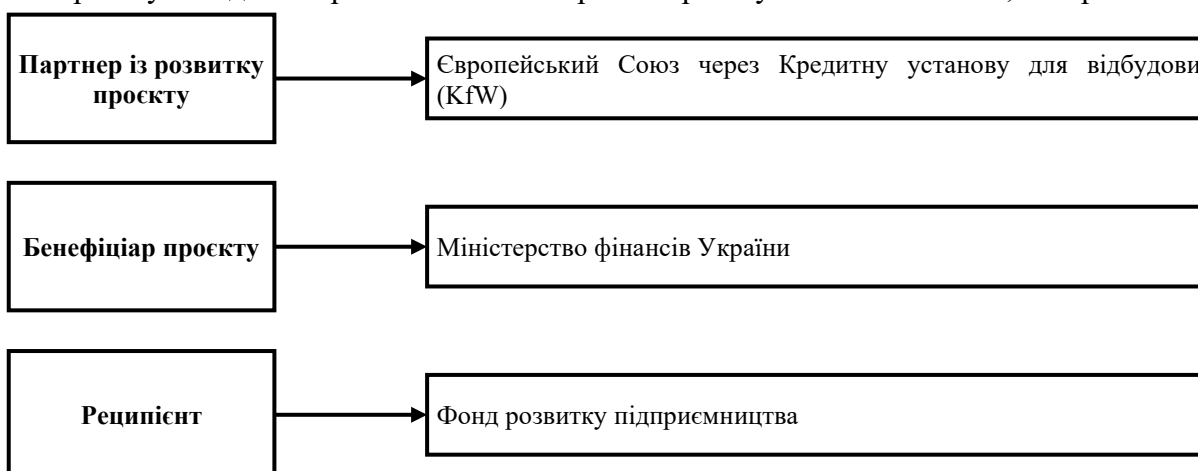 Партнер із розвитку
проєкту
Європейський Союз через Кредитну установу для відбудови
(KfW)
Бенефіціар проєкту
Міністерство фінансів України
Реципієнт
Фонд розвитку підприємництва